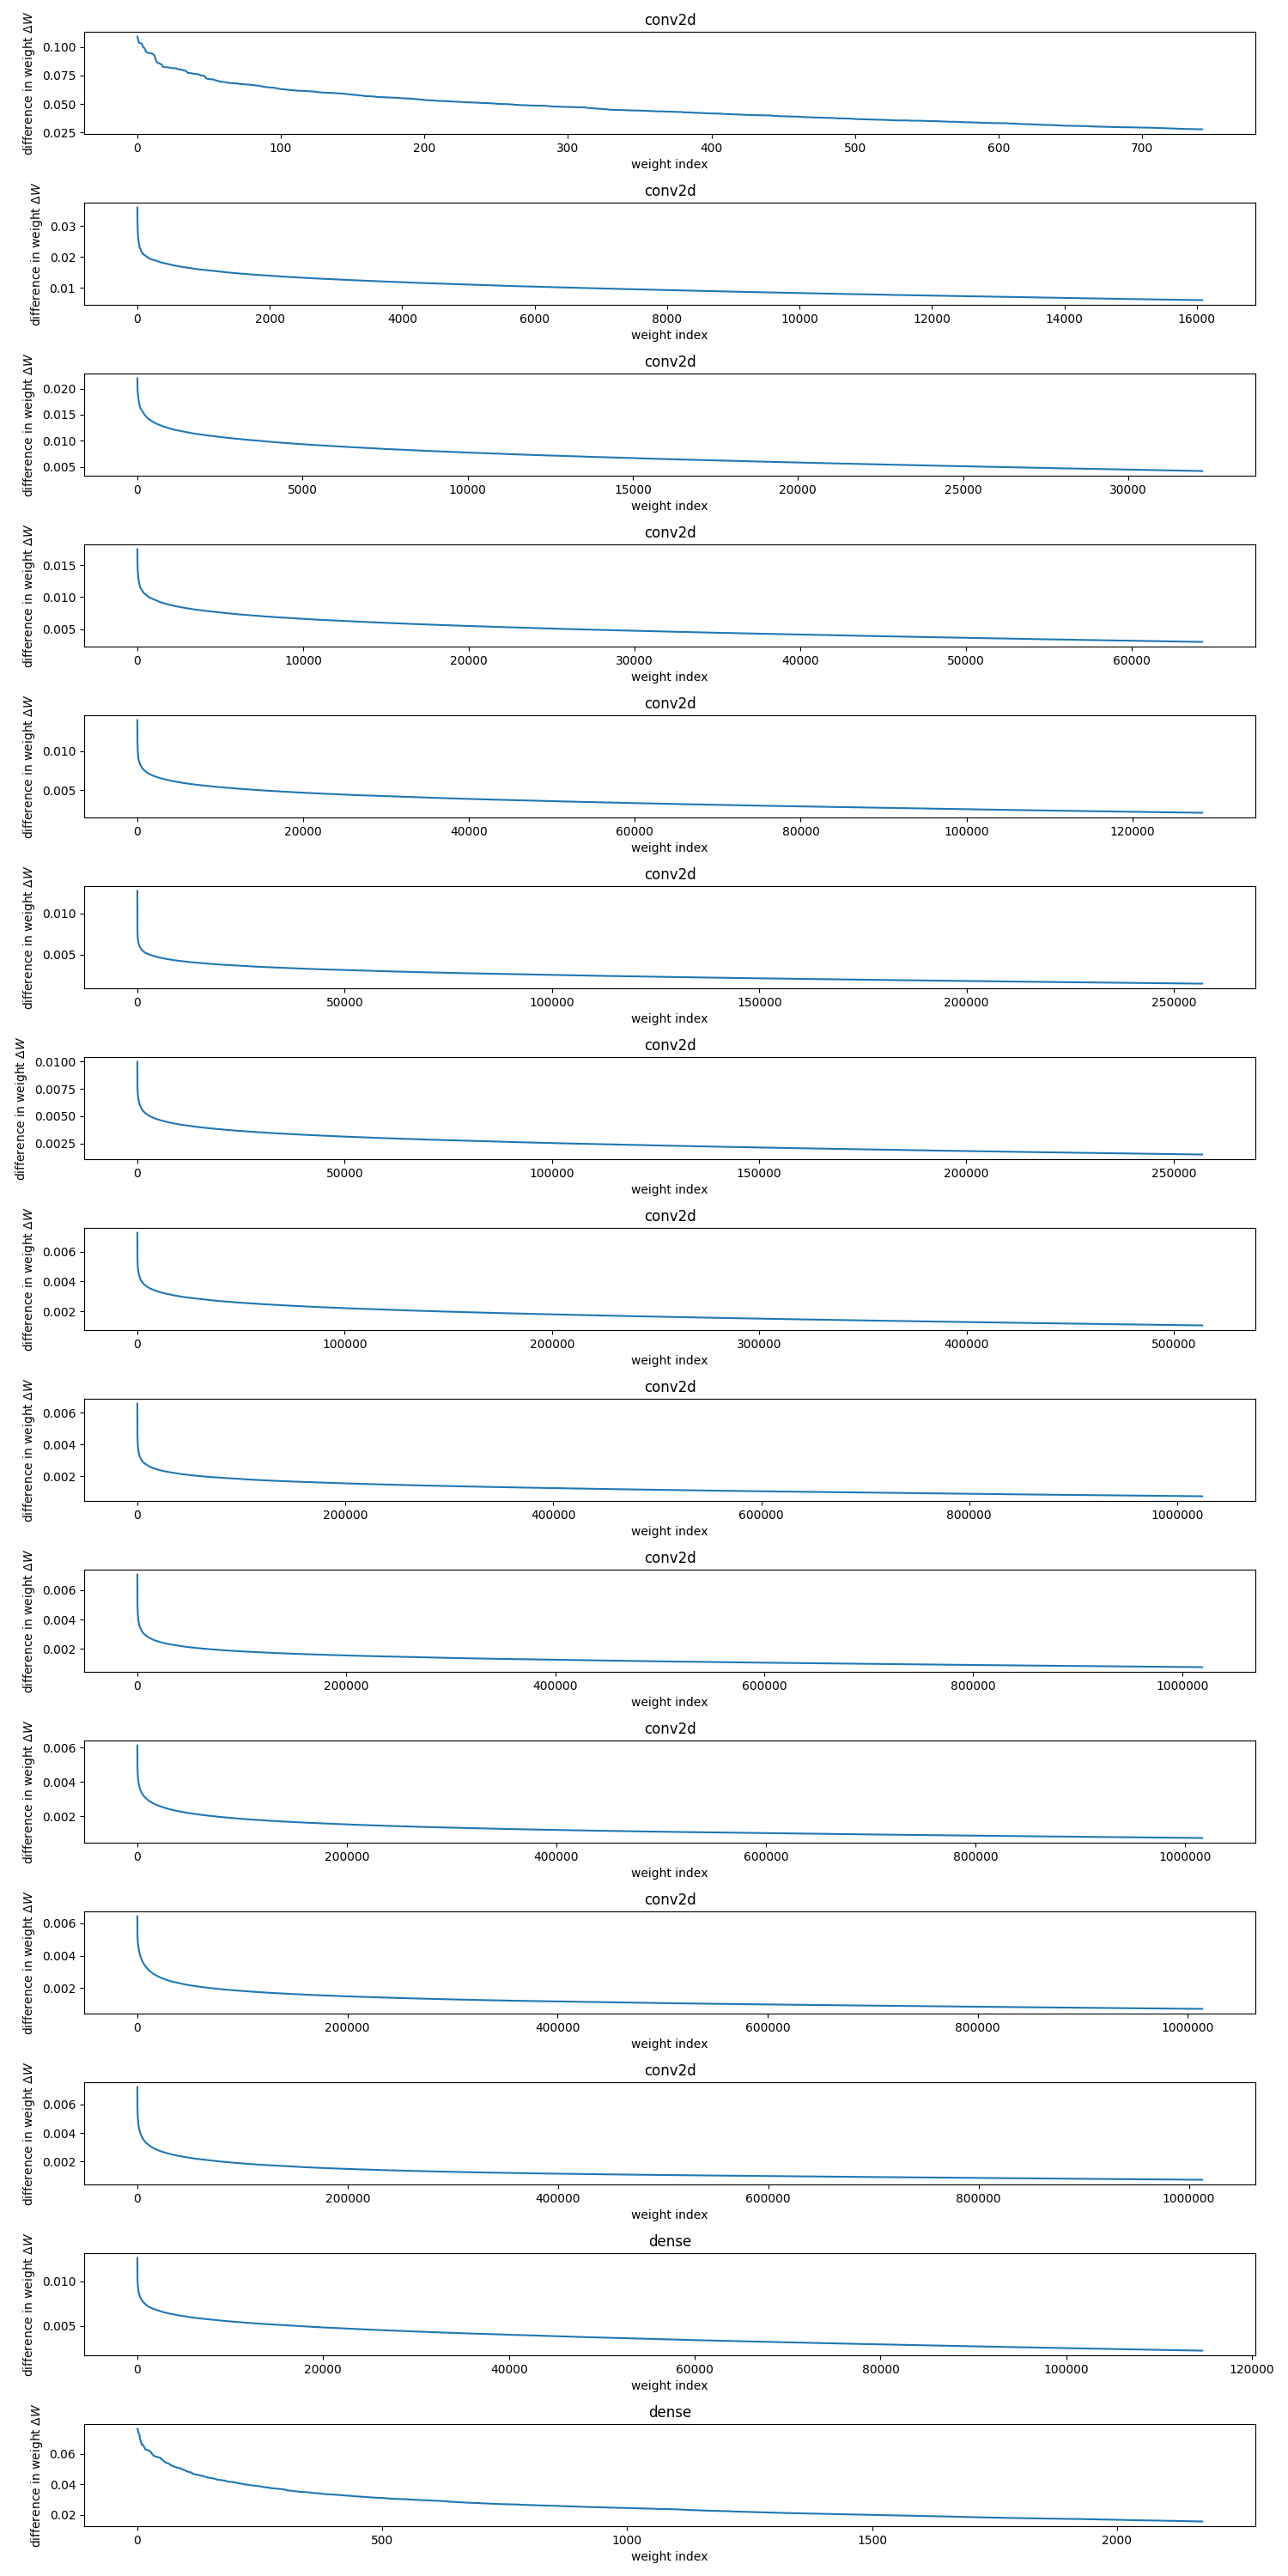 conv2d
difference in weight ΔW
0.100
0.075
0.050
0.025
0 100 200 300 400 500 600 700
weight index
conv2d
difference in weight ΔW
0.03
0.02
0.01
0 2000 4000 6000 8000 10000 12000 14000 16000
weight index
conv2d
difference in weight ΔW
0.020
0.015
0.010
0.005
0 5000 10000 15000 20000 25000 30000
weight index
conv2d
difference in weight ΔW
0.015
0.010
0.005
0 10000 20000 30000 40000 50000 60000
weight index
conv2d
difference in weight ΔW
0.010
0.005
0 20000 40000 60000 80000 100000 120000
weight index
conv2d
difference in weight ΔW
0.010
0.005
0 50000 100000 150000 200000 250000
weight index
conv2d
difference in weight ΔW
0.0100
0.0075
0.0050
0.0025
0 50000 100000 150000 200000 250000
weight index
conv2d
difference in weight ΔW
0.006
0.004
0.002
0 100000 200000 300000 400000 500000
weight index
conv2d
difference in weight ΔW
0.006
0.004
0.002
0 200000 400000 600000 800000 1000000
weight index
conv2d
difference in weight ΔW
0.006
0.004
0.002
0 200000 400000 600000 800000 1000000
weight index
conv2d
difference in weight ΔW
0.006
0.004
0.002
0 200000 400000 600000 800000 1000000
weight index
conv2d
difference in weight ΔW
0.006
0.004
0.002
0 200000 400000 600000 800000 1000000
weight index
conv2d
difference in weight ΔW
0.006
0.004
0.002
0 200000 400000 600000 800000 1000000
weight index
dense
difference in weight ΔW
0.010
0.005
0 20000 40000 60000 80000 100000 120000
weight index
dense
difference in weight ΔW
0.06
0.04
0.02
0 500 1000 1500 2000
weight index